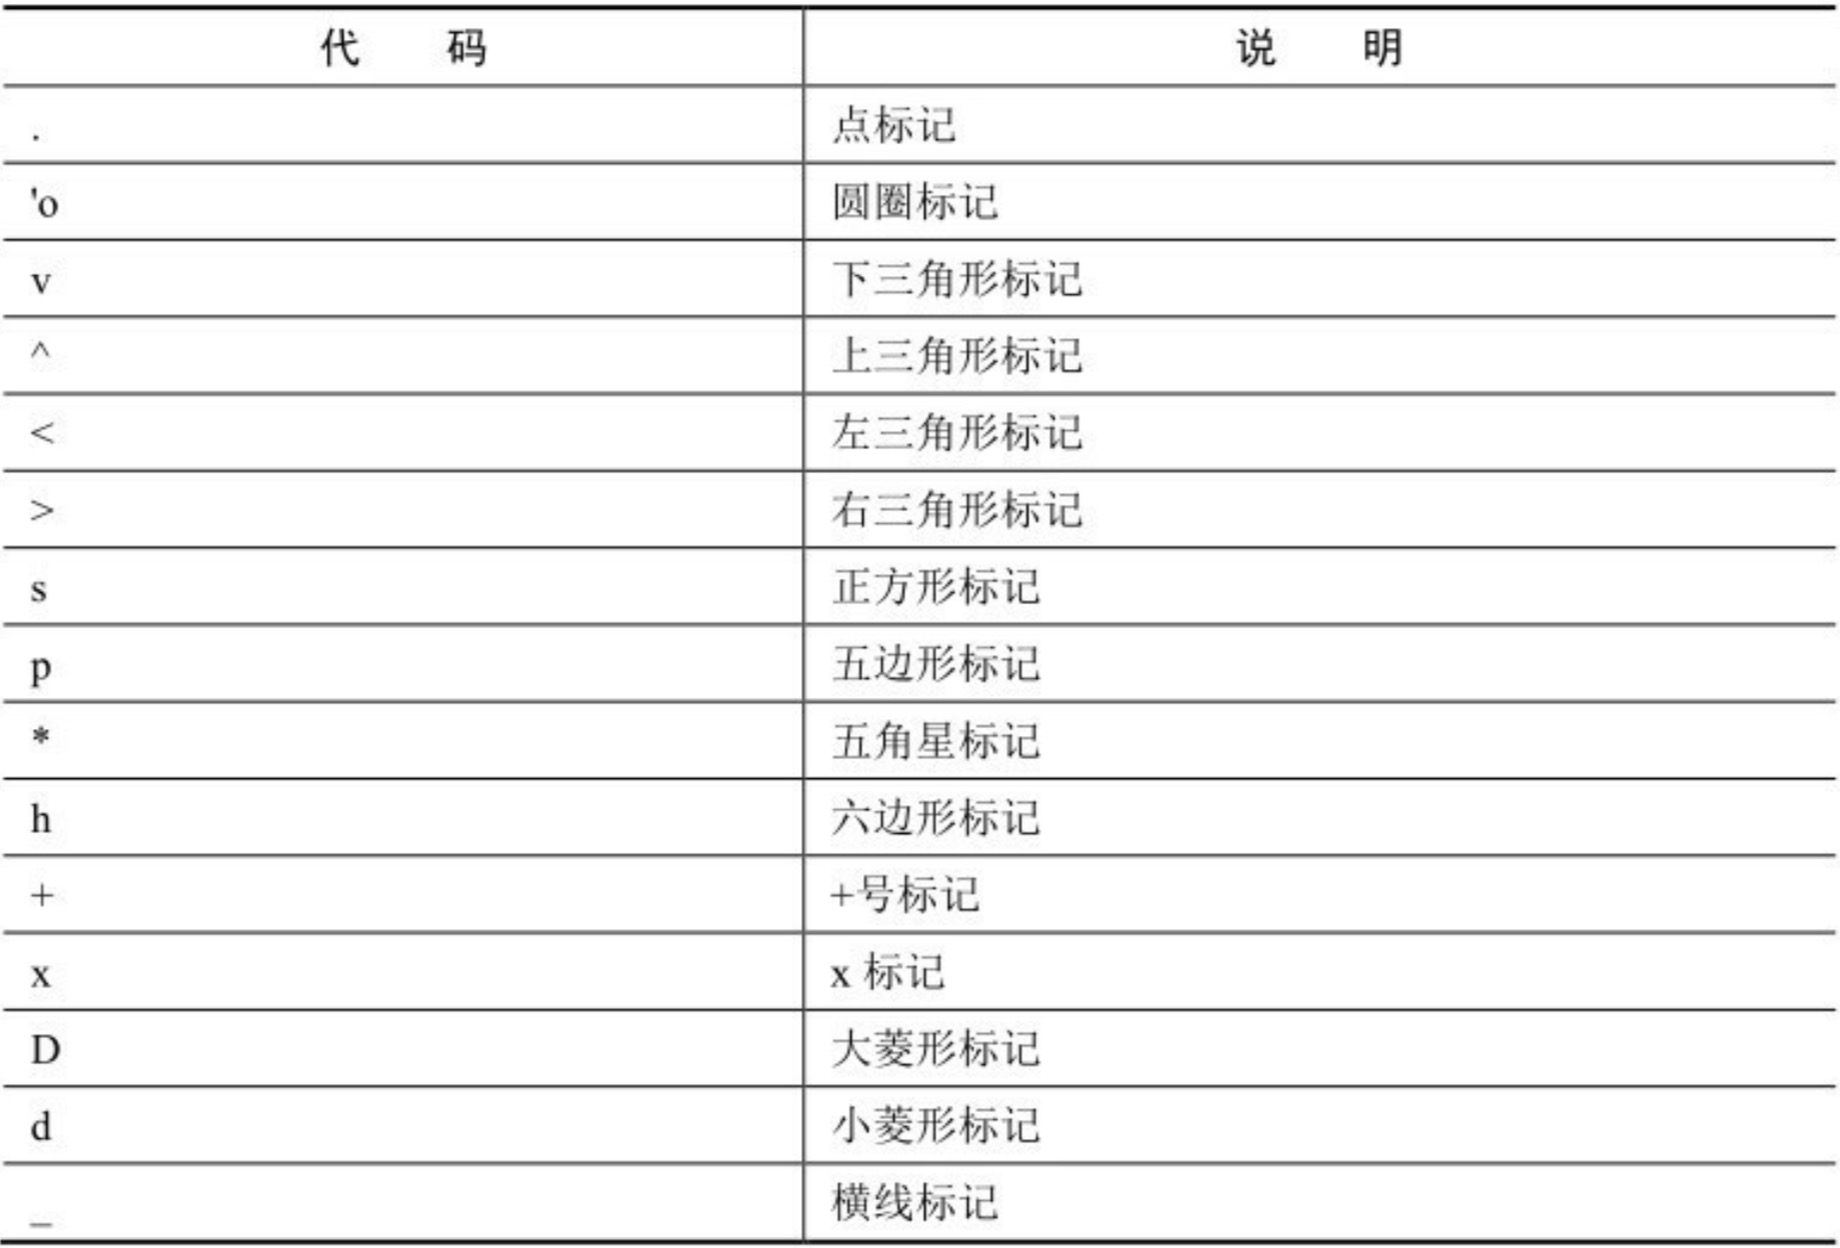 代 码 说 明
. 点标记
'o 圆圈标记
v 下三角形标记
^ 上三角形标记
< 左三角形标记
> 右三角形标记
s 正方形标记
p 五边形标记
* 五角星标记
h 六边形标记
+ +号标记
x x 标记
D 大菱形标记
d 小菱形标记
_ 横线标记